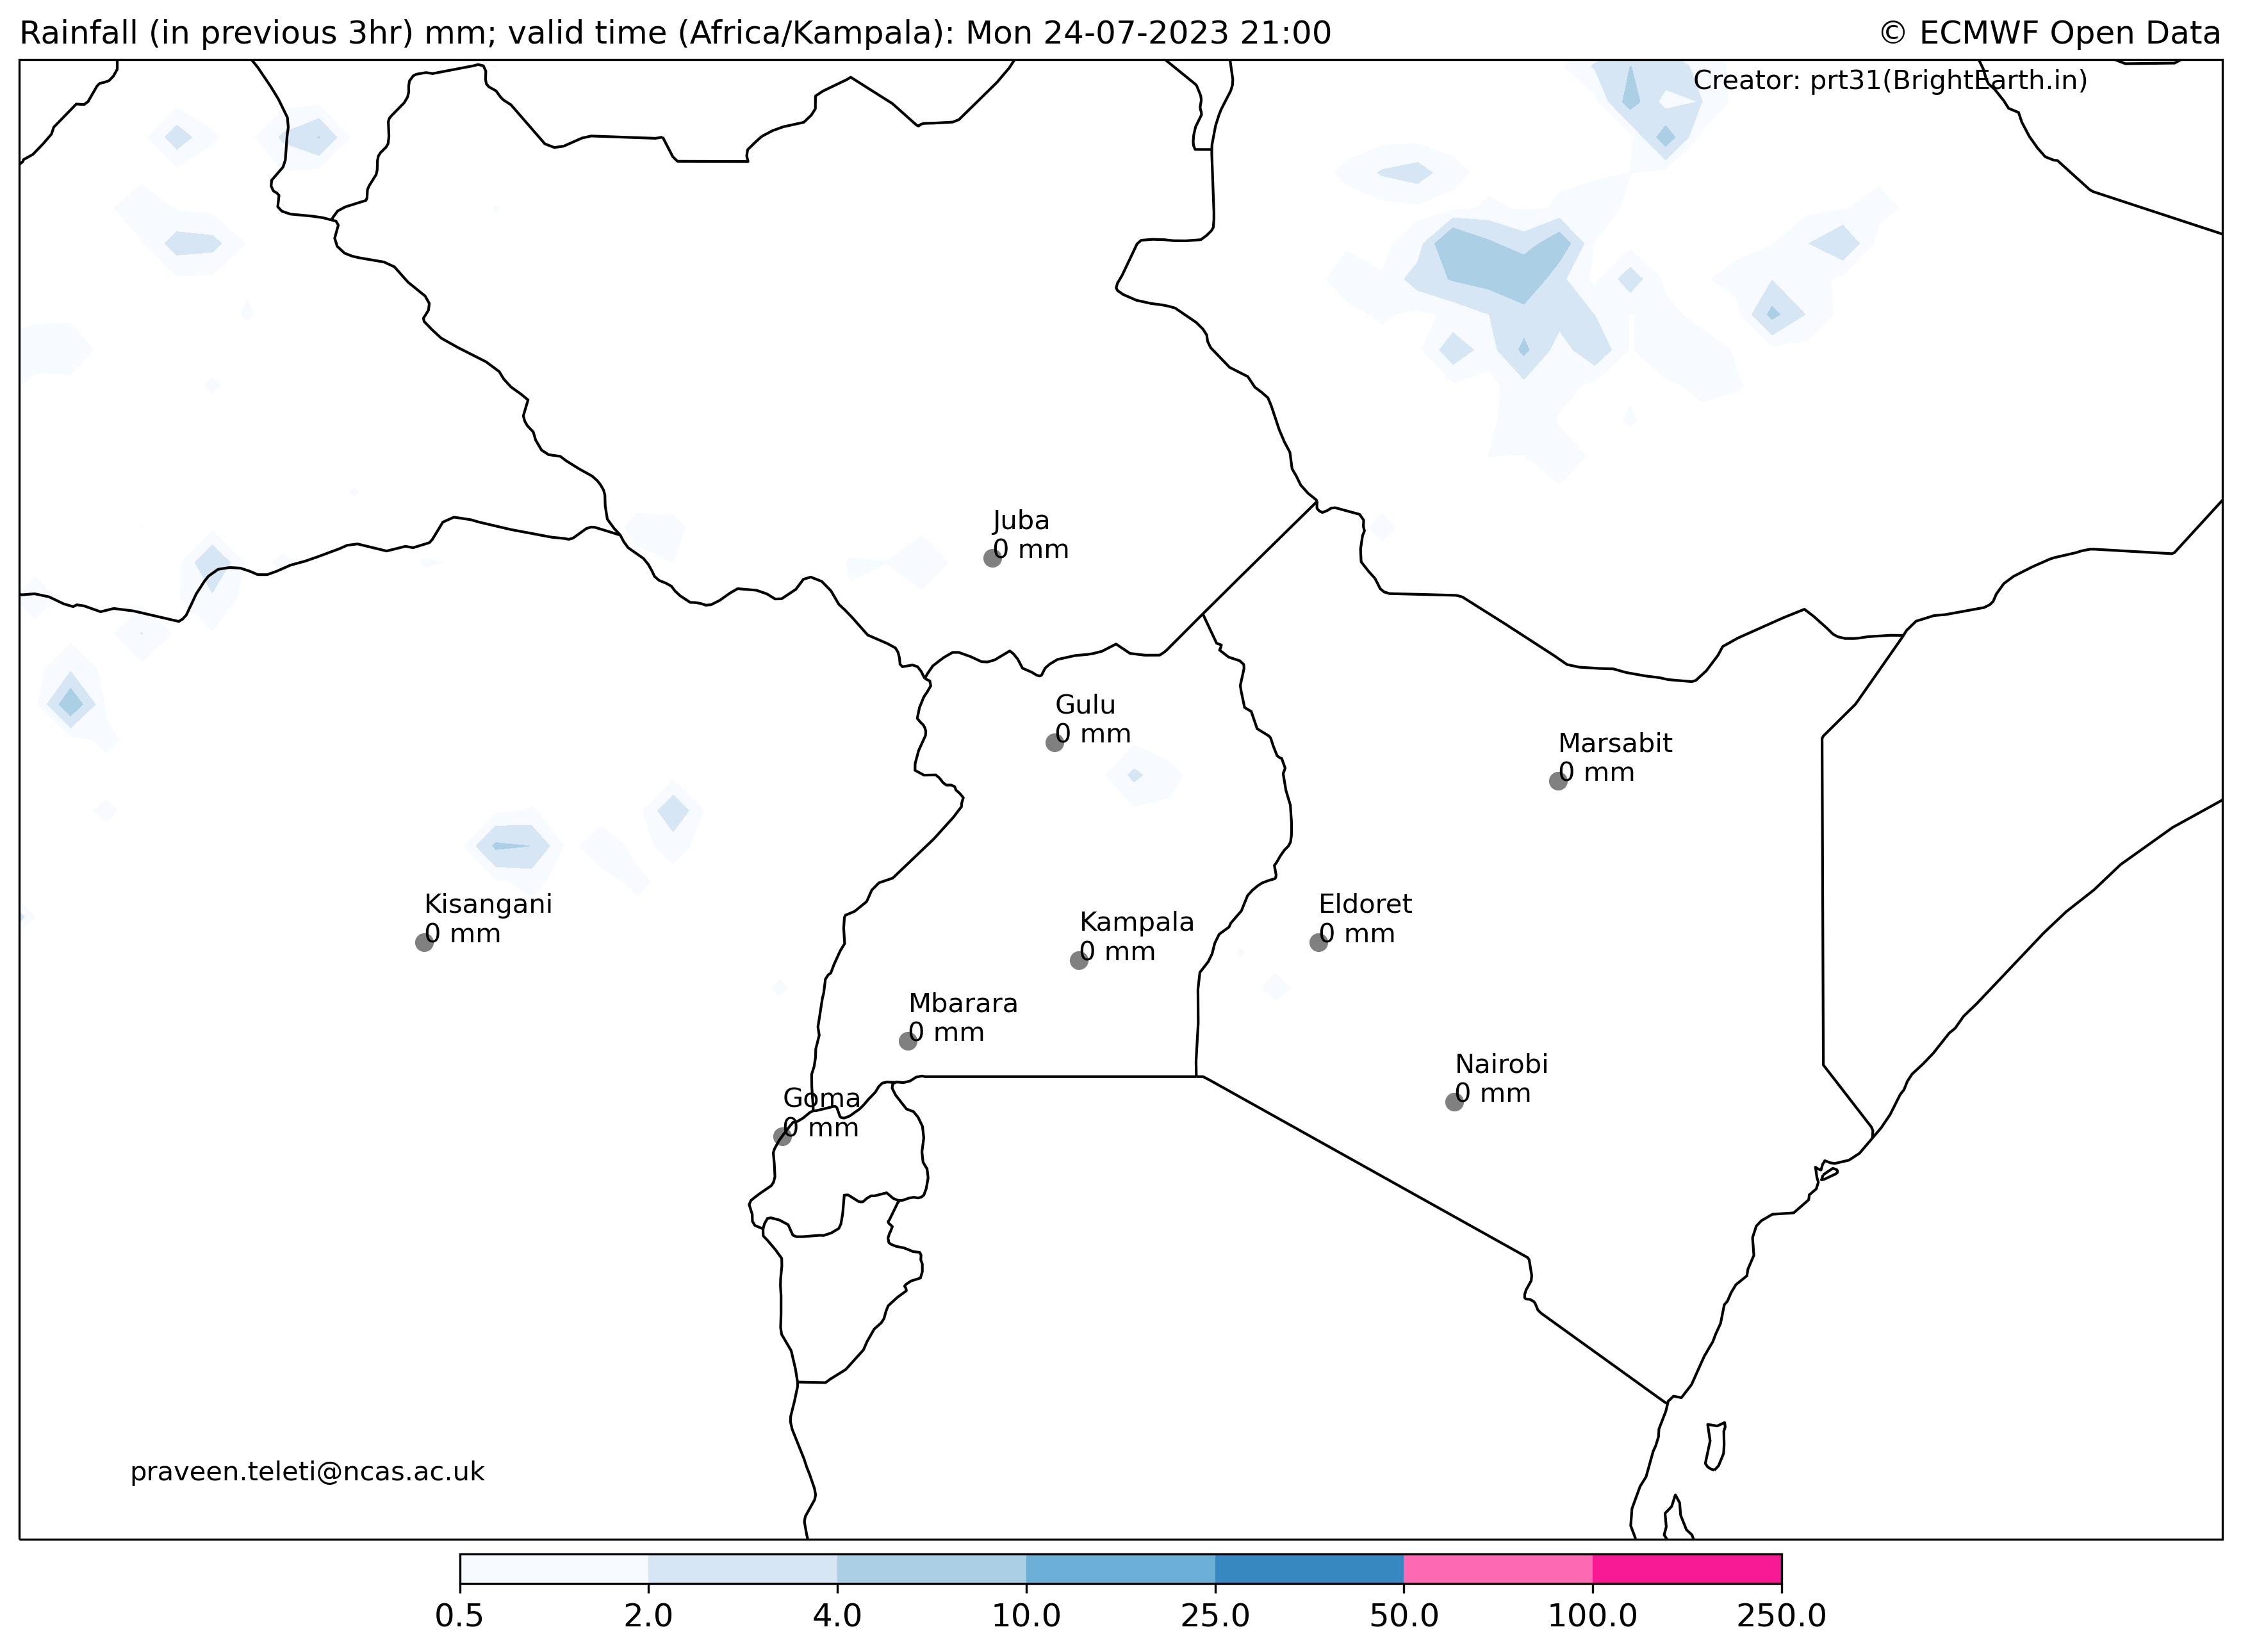 Rainfall (in previous 3hr) mm; valid time (Africa/Kampala): Mon 24-07-2023 21:00
© ECMWF Open Data
Creator: prt31(BrightEarth.in)
Juba
0 mm
Gulu
0 mm
Marsabit
0 mm
Kisangani
0 mm
Kampala
0 mm
Eldoret
0 mm
Mbarara
0 mm
Nairobi
0 mm
Goma
0 mm
praveen.teleti@ncas.ac.uk
0.5 2.0 4.0 10.0 25.0 50.0 100.0 250.0